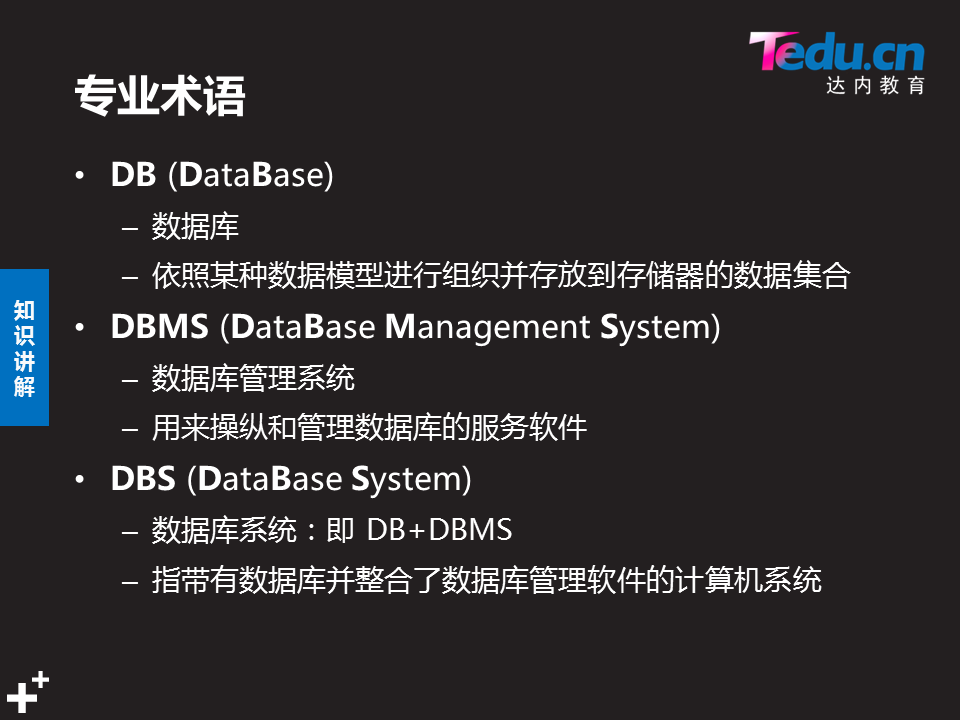 Tedu.cn
达内教育
专业术语
• DB (DataBase)
– 数据库
– 依照某种数据模型进行组织并存放到存储器的数据集合
• DBMS (DataBase Management System)
– 数据库管理系统
– 用来操纵和管理数据库的服务软件
• DBS (DataBase System)
– 数据库系统：即 DB+DBMS
– 指带有数据库并整合了数据库管理软件的计算机系统
知识讲解